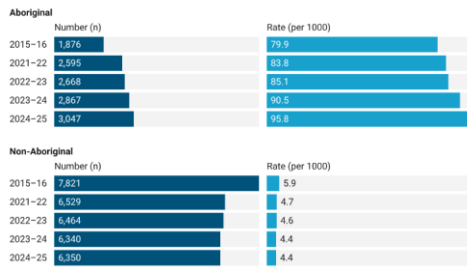 Aboriginal
Number (n) Rate (per 1000)
2015–16 1,876 79.9
2021–22 2,595 83.8
2022–23 2,668 85.1
2023–24 2,867 90.5
2024–25 3,047 95.8
Non-Aboriginal
Number (n) Rate (per 1000)
2015–16 7,821 5.9
2021–22 6,529 4.7
2022–23 6,464 4.6
2023–24 6,340 4.4
2024–25 6,350 4.4